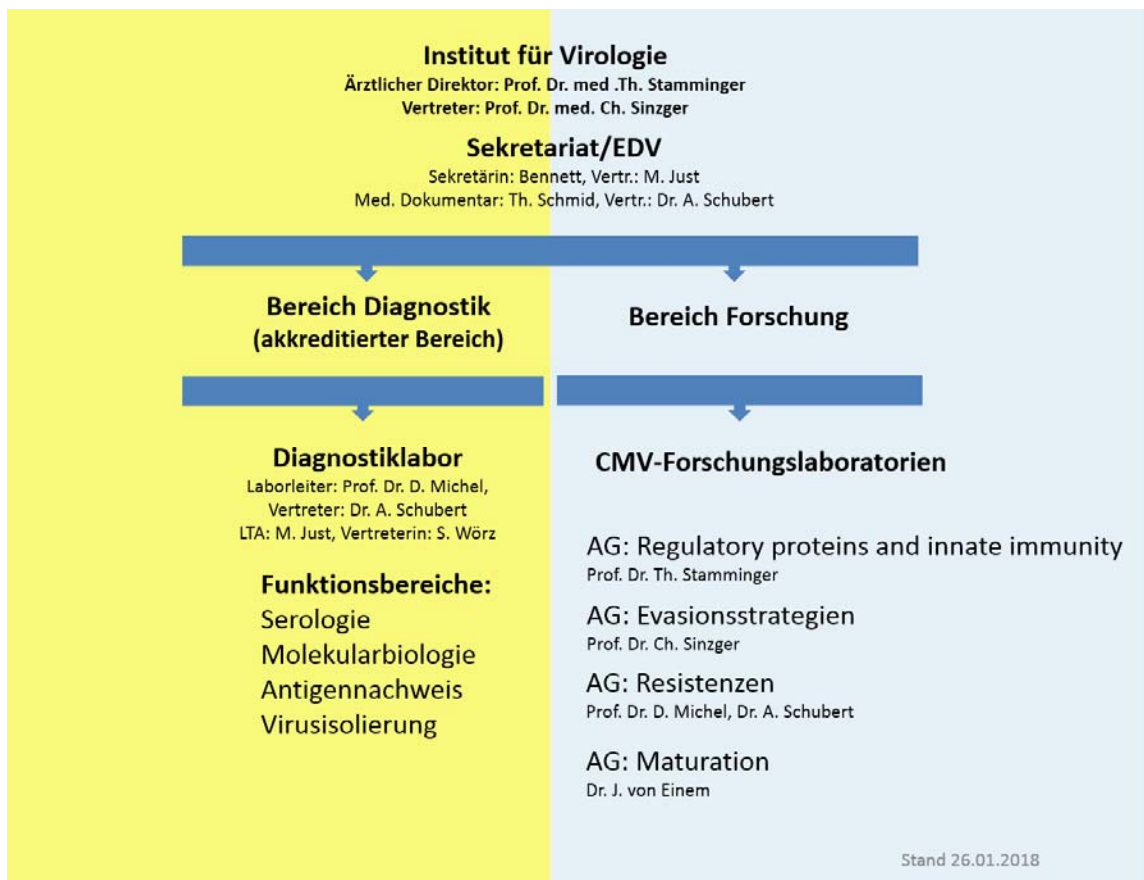 Institut für Virologie
Ärztlicher Direktor: Prof. Dr. med .Th. Stamminger
Vertreter: Prof. Dr. med. Ch. Sinzger
Sekretariat/EDV
Sekretärin: Bennett, Vertr.: M. Just
Med. Dokumentar: Th. Schmid, Vertr.: Dr. A. Schubert
Bereich Diagnostik
(akkreditierter Bereich)
Diagnostiklabor
Laborleiter: Prof. Dr. D. Michel,
Vertreter: Dr. A. Schubert
LTA: M. Just, Vertreterin: S. Wörz
Funktionsbereiche:
Serologie
Molekularbiologie
Antigennachweis
Virusisolierung
Bereich Forschung
CMV-Forschungslaboratorien
AG: Regulatory proteins and innate immunity
Prof. Dr. Th. Stamminger
AG: Evasionsstrategien
Prof. Dr. Ch. Sinzger
AG: Resistenzen
Prof. Dr. D. Michel, Dr. A. Schubert
AG: Maturation
Dr. J. von Einem
Stand 26.01.2018